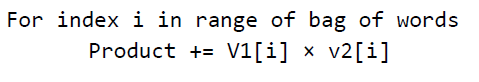 For index i in range of bag of words
Product += V1[i] × v2[i]